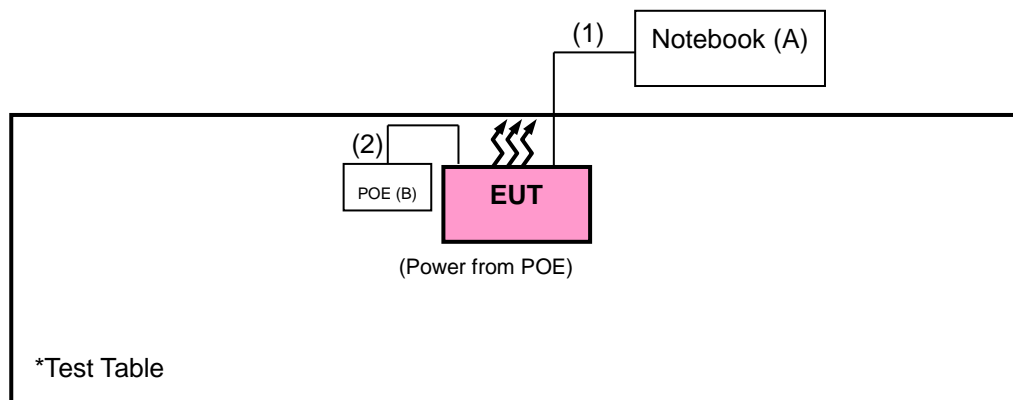 (1)
Notebook (A)
(2)
POE (B)
EUT
(Power from POE)
*Test Table